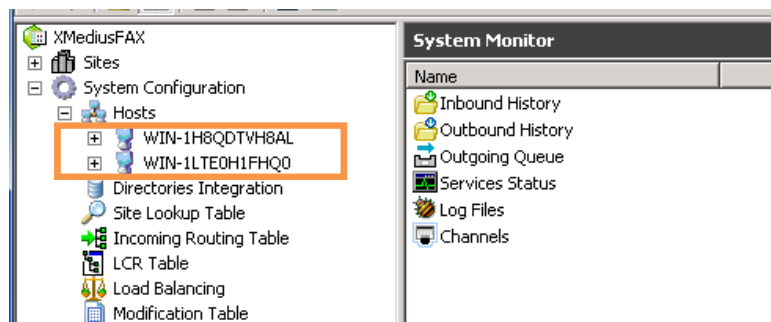 XMediusFAX
Sites
System Configuration
Hosts
WIN-1H8QDTVH8AL
WIN-1LTE0H1FHQ0
Directories Integration
Site Lookup Table
Incoming Routing Table
LCR Table
Load Balancing
Modification Table
System Monitor
Name
Inbound History
Outbound History
Outgoing Queue
Services Status
Log Files
Channels